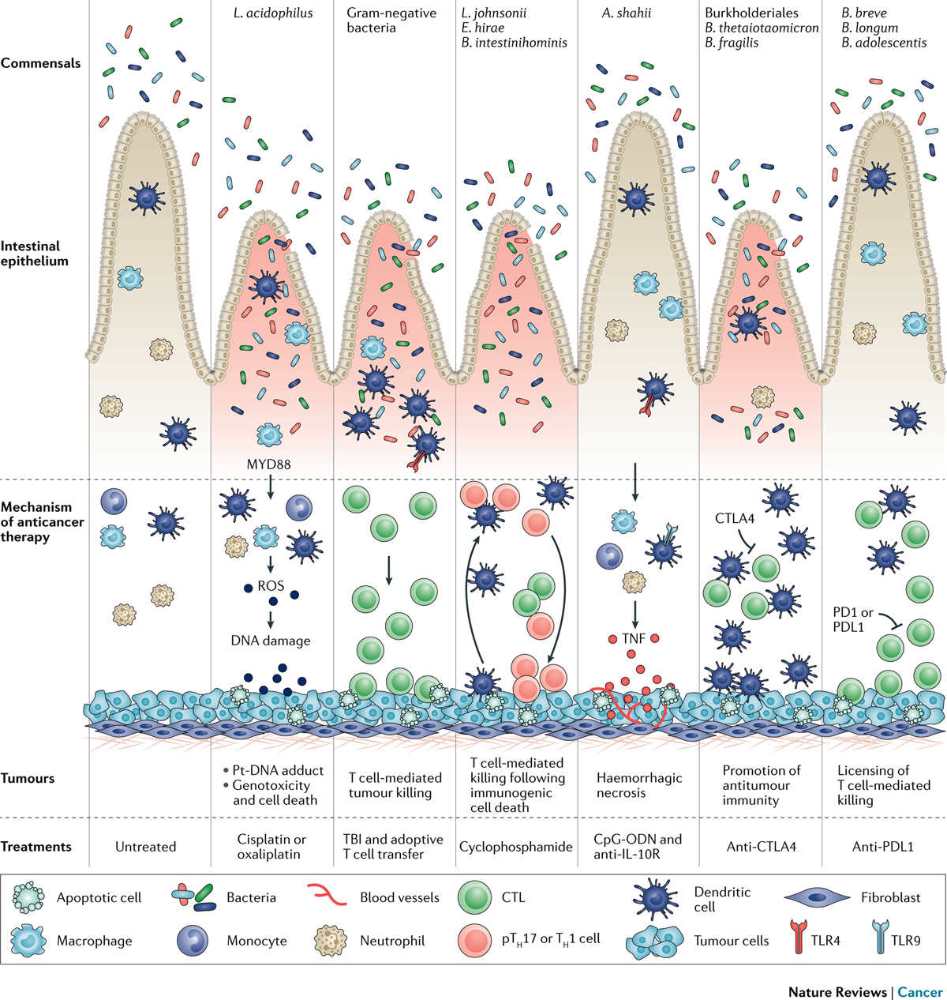 Commensals
L. acidophilus
Gram-negative
bacteria
L. johnsonii
E. hirae
B. intestinihominis
A. shahii
Burkholderiales
B. thetaiotaomicron
B. fragilis
B. breve
B. longum
B. adolescentis
Intestinal
epithelium
MYD88
Mechanism
of anticancer
therapy
ROS
DNA damage
TNF
CTLA4
PD1 or
PDL1
Tumours
• Pt-DNA adduct
• Genotoxicity
and cell death
T cell-mediated
tumour killing
T cell-mediated
killing following
immunogenic
cell death
Haemorrhagic
necrosis
Promotion of
antitumour
immunity
Licensing of
T cell-mediated
killing
Treatments
Untreated
Cisplatin or
oxaliplatin
TBI and adoptive
T cell transfer
Cyclophosphamide
CpG-ODN and
anti-IL-10R
Anti-CTLA4
Anti-PDL1
Apoptotic cell
Bacteria
Blood vessels
CTL
Dendritic
cell
Fibroblast
Macrophage
Monocyte
Neutrophil
pTH17 or TH1 cell
Tumour cells
TLR4
TLR9
Nature Reviews | Cancer